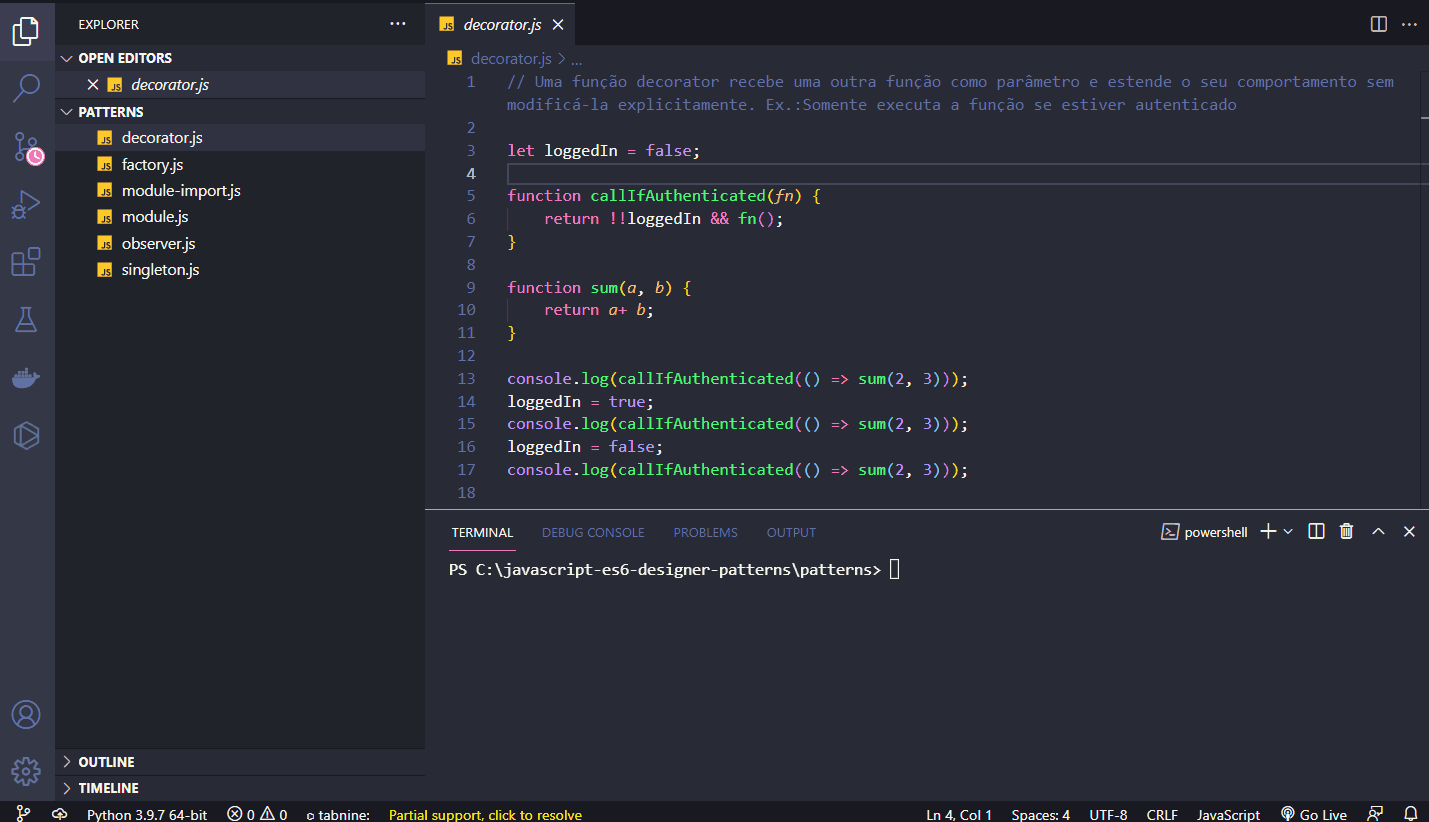 EXPLORER
OPEN EDITORS
JS decorator.js
PATTERNS
JS decorator.js
JS factory.js
JS module-import.js
JS module.js
JS observer.js
JS singleton.js
OUTLINE
TIMELINE
JS decorator.js
JS decorator.js > ...
1 // Uma função decorator recebe uma outra função como parâmetro e estende o seu comportamento sem
modificá-la explicitamente. Ex.:Somente executa a função se estiver autenticado
2
3 let loggedIn = false;
4
5 function callIfAuthenticated(fn) {
6 return !!loggedIn && fn();
7 }
8
9 function sum(a, b) {
10 return a+ b;
11 }
12
13 console.log(callIfAuthenticated(() => sum(2, 3)));
14 loggedIn = true;
15 console.log(callIfAuthenticated(() => sum(2, 3)));
16 loggedIn = false;
17 console.log(callIfAuthenticated(() => sum(2, 3)));
18
TERMINAL DEBUG CONSOLE PROBLEMS OUTPUT powershell
PS C:\javascript-es6-designer-patterns\patterns>
Python 3.9.7 64-bit 0 0 tabnine: Partial support, click to resolve Ln 4, Col 1 Spaces: 4 UTF-8 CRLF JavaScript Go Live